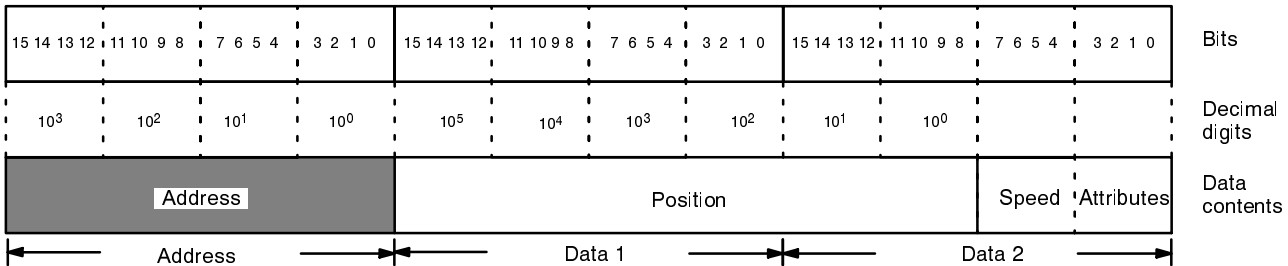 15 14 13 12 11 10 9 8 7 6 5 4 3 2 1 0 15 14 13 12 11 10 9 8 7 6 5 4 3 2 1 0 15 14 13 12 11 10 9 8 7 6 5 4 3 2 1 0 Bits
10³ 10² 10¹ 10⁰ 10⁵ 10⁴ 10³ 10² 10¹ 10⁰ Decimal digits
Address Position Speed Attributes Data contents
Address Data 1 Data 2